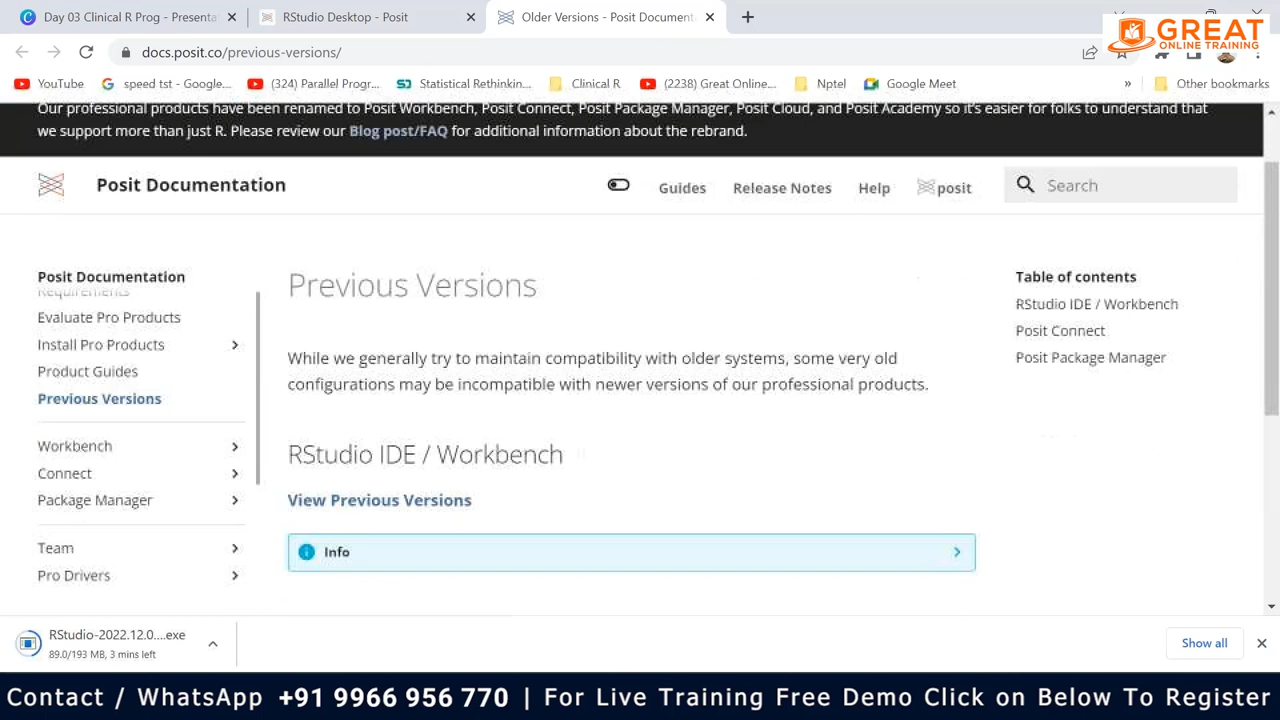 Day 03 Clinical R Prog - Presenta
RStudio Desktop - Posit
Older Versions - Posit Document
GREAT
ONLINE TRAINING
docs.posit.co/previous-versions/
YouTube
speed tst - Google...
(324) Parallel Progr...
Statistical Rethinkin...
Clinical R
(2238) Great Online...
Nptel
Google Meet
»
Other bookmarks
Our professional products have been renamed to Posit Workbench, Posit Connect, Posit Package Manager, Posit Cloud, and Posit Academy so it's easier for folks to understand that
we support more than just R. Please review our Blog post/FAQ for additional information about the rebrand.
Posit Documentation
Guides
Release Notes
Help
posit
Search
Posit Documentation
Requirements
Evaluate Pro Products
Install Pro Products
Product Guides
Previous Versions
Workbench
Connect
Package Manager
Team
Pro Drivers
Previous Versions
While we generally try to maintain compatibility with older systems, some very old
configurations may be incompatible with newer versions of our professional products.
RStudio IDE / Workbench
View Previous Versions
Info
Table of contents
RStudio IDE / Workbench
Posit Connect
Posit Package Manager
RStudio-2022.12.0....exe
89.0/193 MB, 3 mins left
Show all
Contact / WhatsApp +91 9966 956 770 | For Live Training Free Demo Click on Below To Register